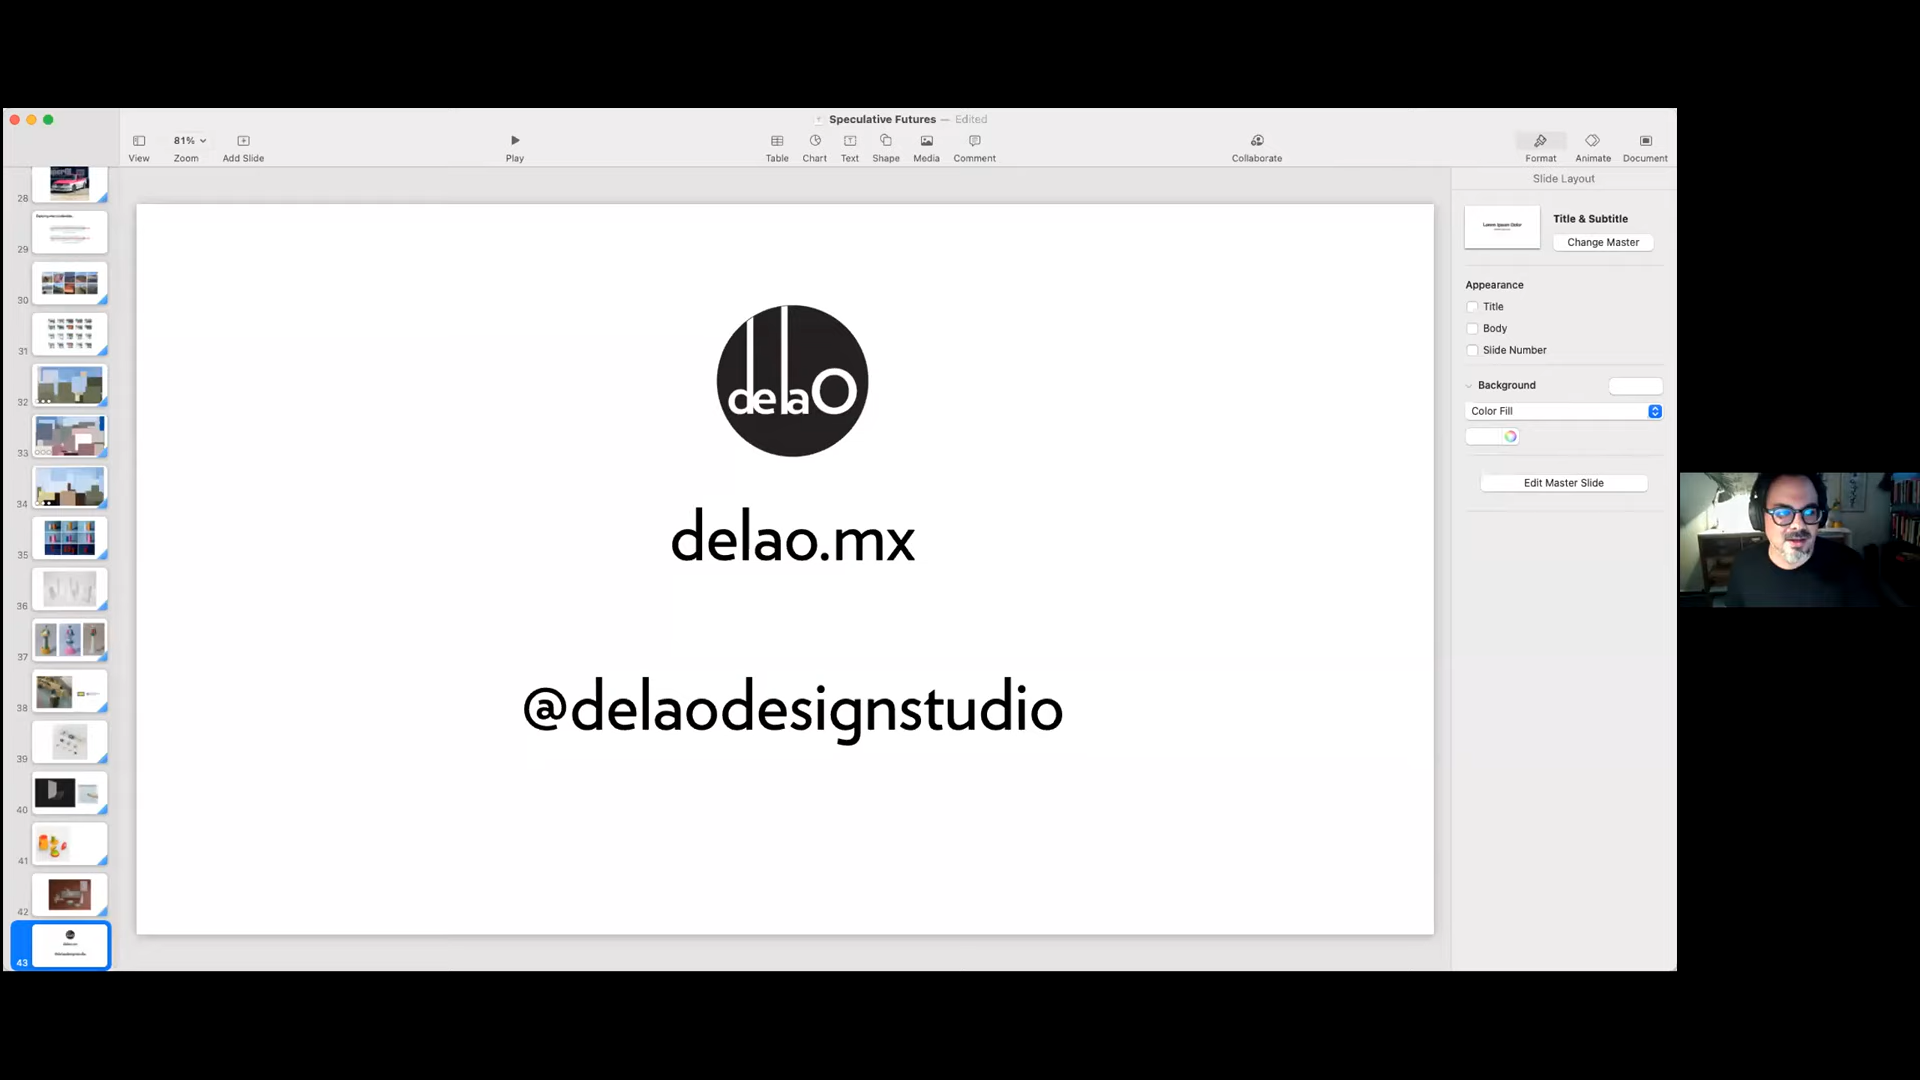 Speculative Futures — Edited
81%
View
Zoom
Add Slide
Play
Table
Chart
Text
Shape
Media
Comment
Collaborate
Format
Animate
Document
28
29
30
31
32
33
34
35
36
37
38
39
40
41
42
43
delaO
delao.mx
@delaodesignstudio
Slide Layout
Title & Subtitle
Change Master
Appearance
Title
Body
Slide Number
Background
Color Fill
Edit Master Slide